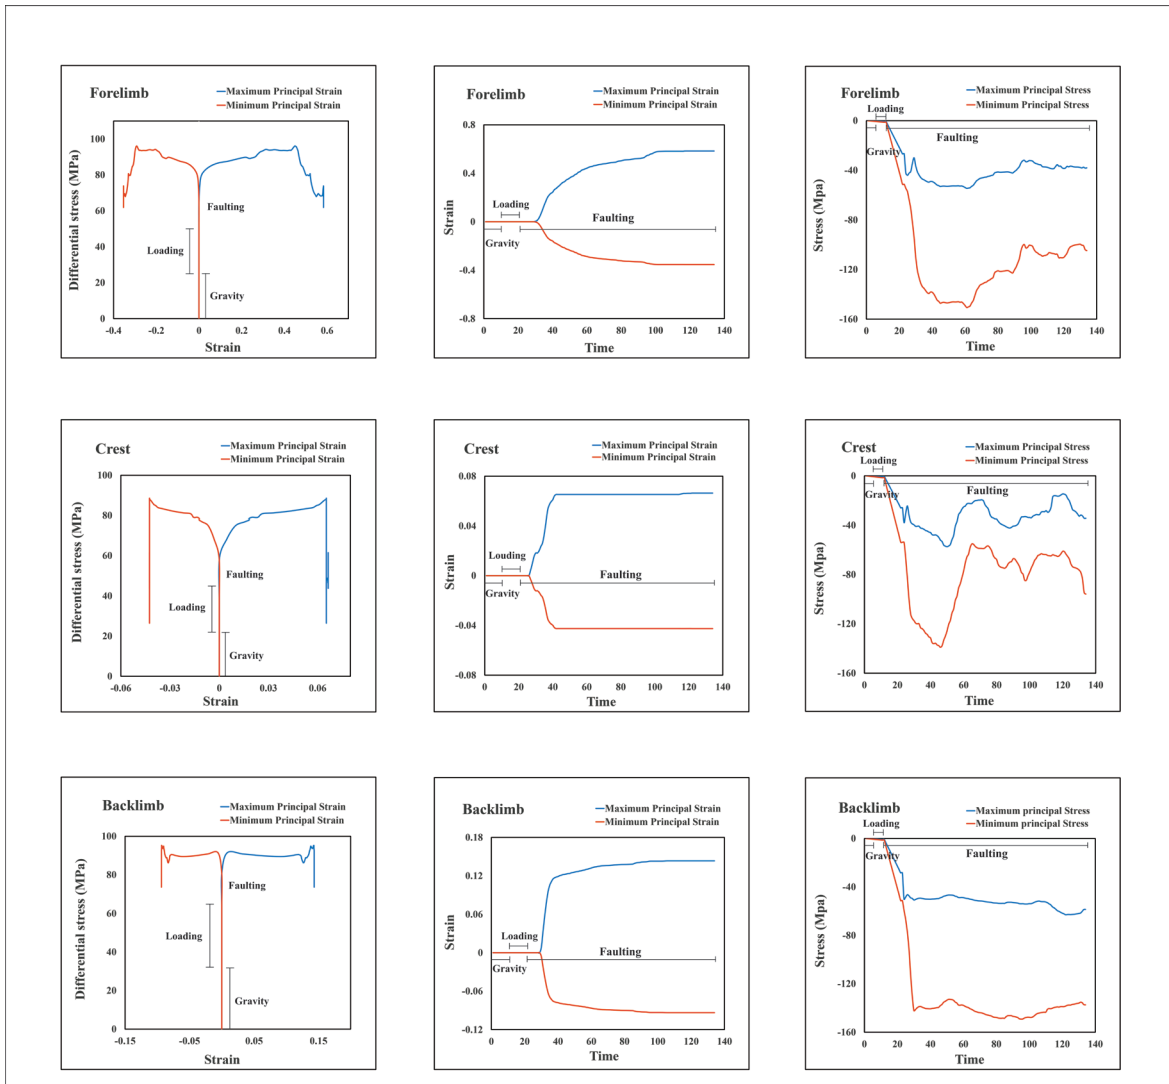 Forelimb
Maximum Principal Strain
Minimum Principal Strain
Differential stress (MPa)
100
80
60
40
20
0
Faulting
Loading
Gravity
-0.4
-0.2
0
0.2
0.4
0.6
Strain
Forelimb
Maximum Principal Strain
Minimum Principal Strain
Strain
0.8
0.4
0
-0.4
-0.8
Loading
Faulting
Gravity
0
20
40
60
80
100
120
140
Time
Forelimb
Maximum Principal Stress
Minimum Principal Stress
Loading
Faulting
Gravity
Stress (Mpa)
0
-40
-80
-120
-160
0
20
40
60
80
100
120
140
Time
Crest
Maximum Principal Strain
Minimum Principal Strain
Differential stress (MPa)
80
100
80
60
40
20
0
Faulting
Loading
Gravity
-0.06
-0.03
0
0.03
0.06
Strain
Crest
Maximum Principal Strain
Minimum Principal Strain
Strain
0.08
0.04
0
-0.04
-0.08
Louding
Faulting
Gravity
0
20
40
60
80
100
120
140
Time
Crest
Maximum Principal Stress
Minimum Principal Stress
Loading
Faulting
Gravity
Stress (Mpa)
0
-40
-80
-120
-160
0
20
40
60
80
100
120
140
Time
Backlimb
Maximum Principal Strain
Minimum Principal Strain
Differential stress (MPa)
100
80
60
40
20
0
Faulting
Loading
Gravity
-0.15
-0.05
0.05
0.15
Strain
Backlimb
Maximum Principal Strain
Minimum Principal Strain
Strain
0.18
0.12
0.06
0
-0.06
-0.12
Loading
Faulting
Gravity
0
20
40
60
80
100
120
140
Time
Backlimb
Maximum principal Stress
Minimum principal Stress
Loading
Faulting
Gravity
Stress (Mpa)
0
-40
-80
-120
-160
0
20
40
60
80
100
120
140
Time